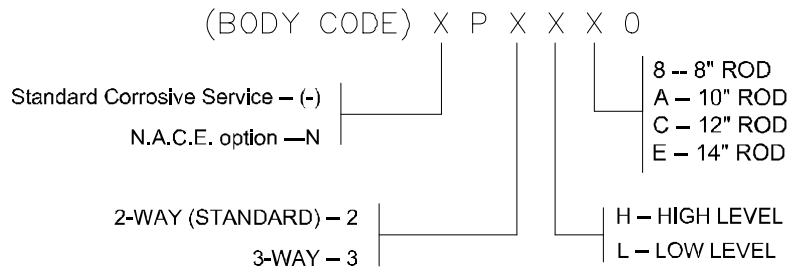 (BODY CODE) X P X X X 0
Standard Corrosive Service – (-)
N.A.C.E. option —N
8 -- 8" ROD
A – 10" ROD
C – 12" ROD
E – 14" ROD
2-WAY (STANDARD) – 2
3-WAY – 3
H – HIGH LEVEL
L – LOW LEVEL